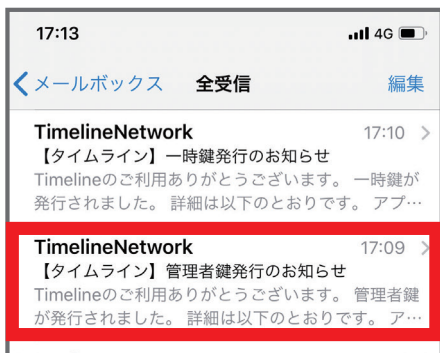 17:13 4G
メールボックス 全受信 編集
TimelineNetwork 17:10
【タイムライン】一時鍵発行のお知らせ
Timelineのご利用ありがとうございます。 一時鍵が
発行されました。 詳細は以下のとおりです。 アプ…
TimelineNetwork 17:09
【タイムライン】管理者鍵発行のお知らせ
Timelineのご利用ありがとうございます。 管理者鍵
が発行されました。 詳細は以下のとおりです。 ア…